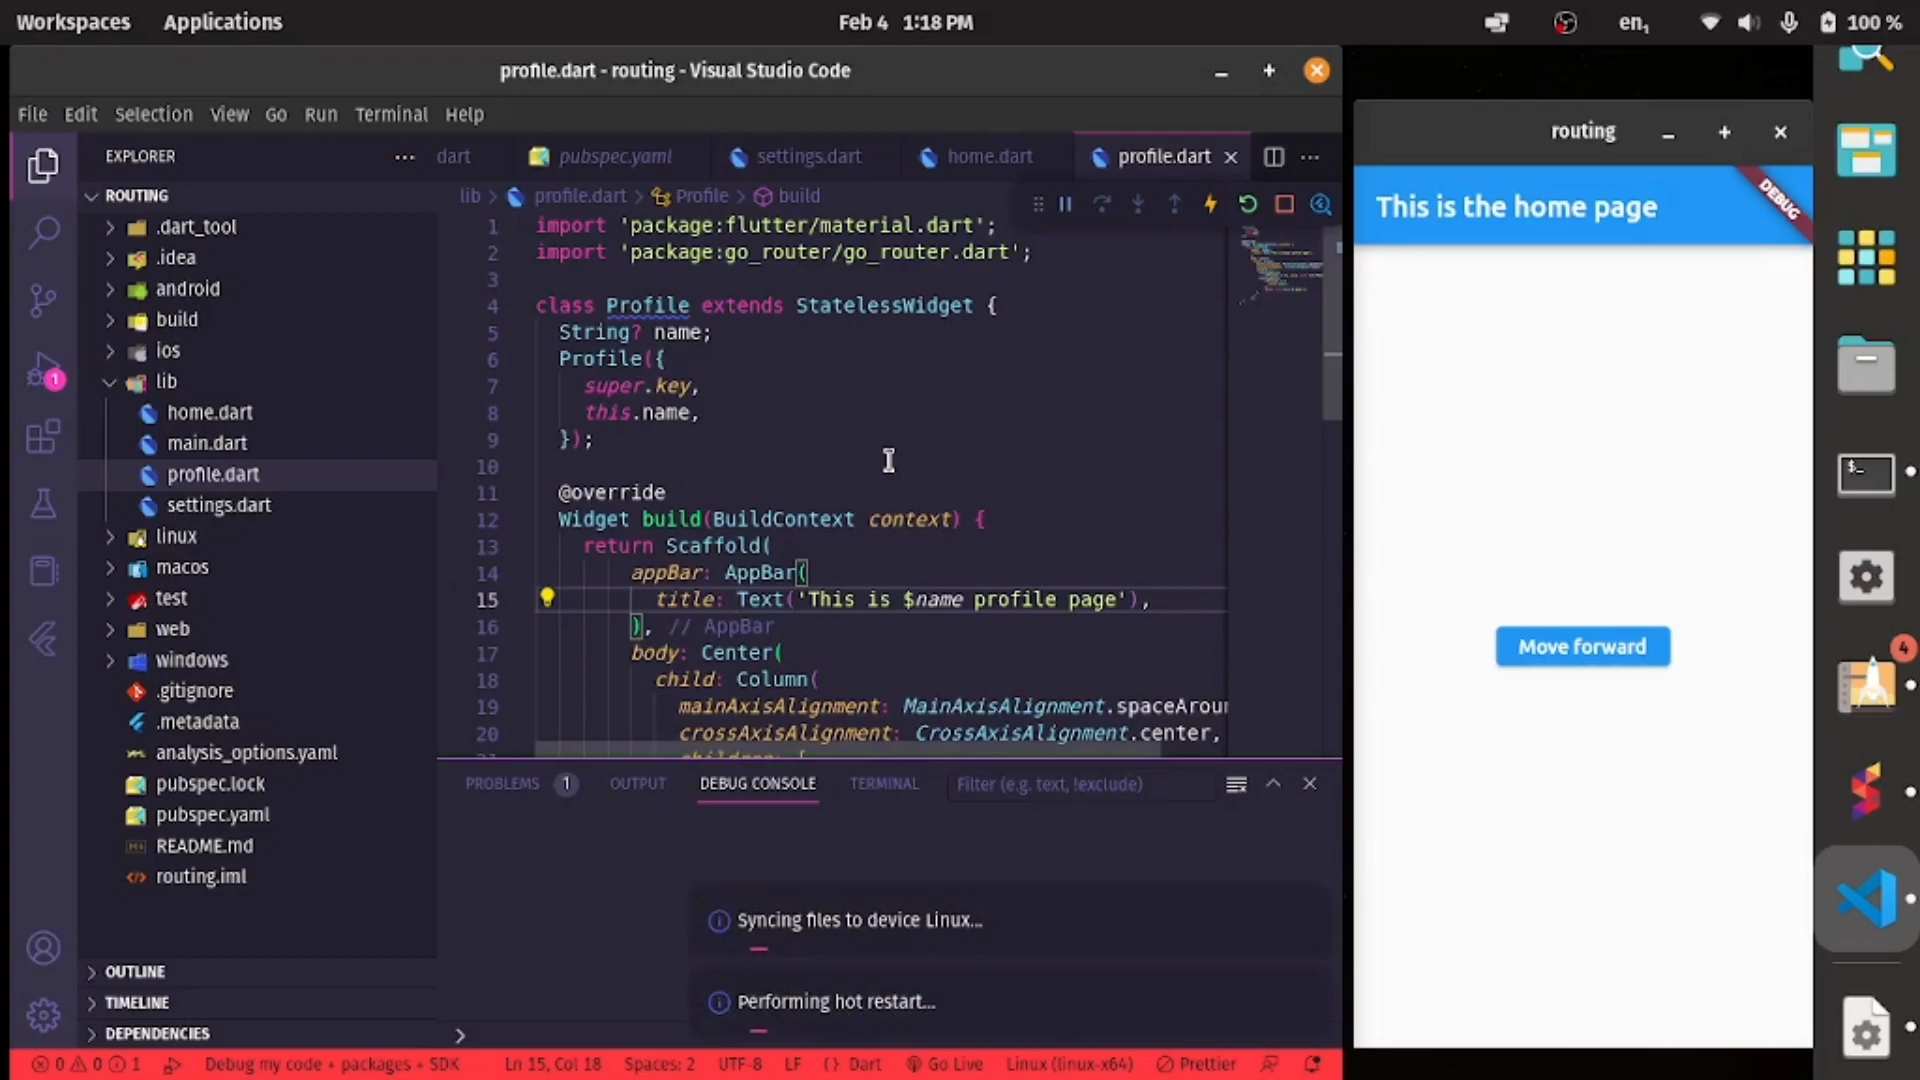 Workspaces Applications Feb 4 1:18 PM en1 100 %
profile.dart - routing - Visual Studio Code
File Edit Selection View Go Run Terminal Help
EXPLORER
ROUTING
.dart_tool
.idea
android
build
ios
lib
home.dart
main.dart
profile.dart
settings.dart
linux
macos
test
web
windows
.gitignore
.metadata
analysis_options.yaml
pubspec.lock
pubspec.yaml
README.md
routing.iml
OUTLINE
TIMELINE
DEPENDENCIES
1
dart pubspec.yaml settings.dart home.dart profile.dart
lib profile.dart Profile build
1 import 'package:flutter/material.dart';
2 import 'package:go_router/go_router.dart';
3
4 class Profile extends StatelessWidget {
5 String? name;
6 Profile({
7 super.key,
8 this.name,
9 });
10
11 @override
12 Widget build(BuildContext context) {
13 return Scaffold(
14 appBar: AppBar(
15 title: Text('This is $name profile page'),
16 ), // AppBar
17 body: Center(
18 child: Column(
19 mainAxisAlignment: MainAxisAlignment.spaceArou
20 crossAxisAlignment: CrossAxisAlignment.center,
PROBLEMS 1 OUTPUT DEBUG CONSOLE TERMINAL Filter (e.g. text, !exclude)
Syncing files to device Linux...
Performing hot restart...
0 0 1 Debug my code + packages + SDK Ln 15, Col 18 Spaces: 2 UTF-8 LF {} Dart Go Live Linux (linux-x64) Prettier
routing
This is the home page
DEBUG
Move forward
4